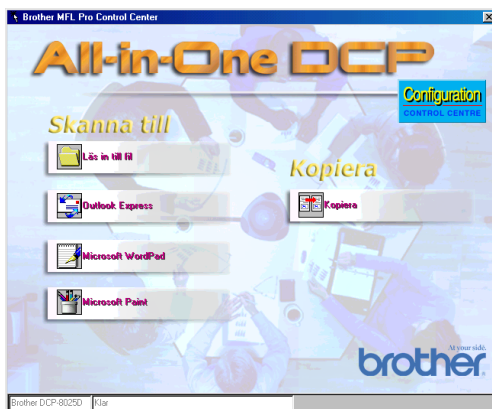 Brother MFL Pro Control Center
All-in-One DCP
Configuration
CONTROL CENTRE
Skanna till
Läs in till fil
Outlook Express
Microsoft WordPad
Microsoft Paint
Kopiera
Kopiera
At your side.
brother
Brother DCP-8025D
Klar